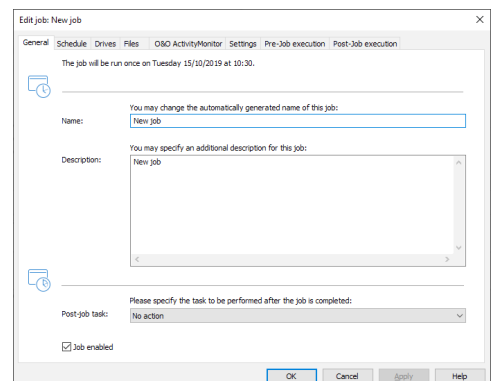 Edit job: New job
General Schedule Drives Files O&O ActivityMonitor Settings Pre-Job execution Post-Job execution
The job will be run once on Tuesday 15/10/2019 at 10:30.
You may change the automatically generated name of this job:
Name: New job
You may specify an additional description for this job:
Description: New job
Please specify the task to be performed after the job is completed:
Post-job task: No action
Job enabled
OK Cancel Apply Help